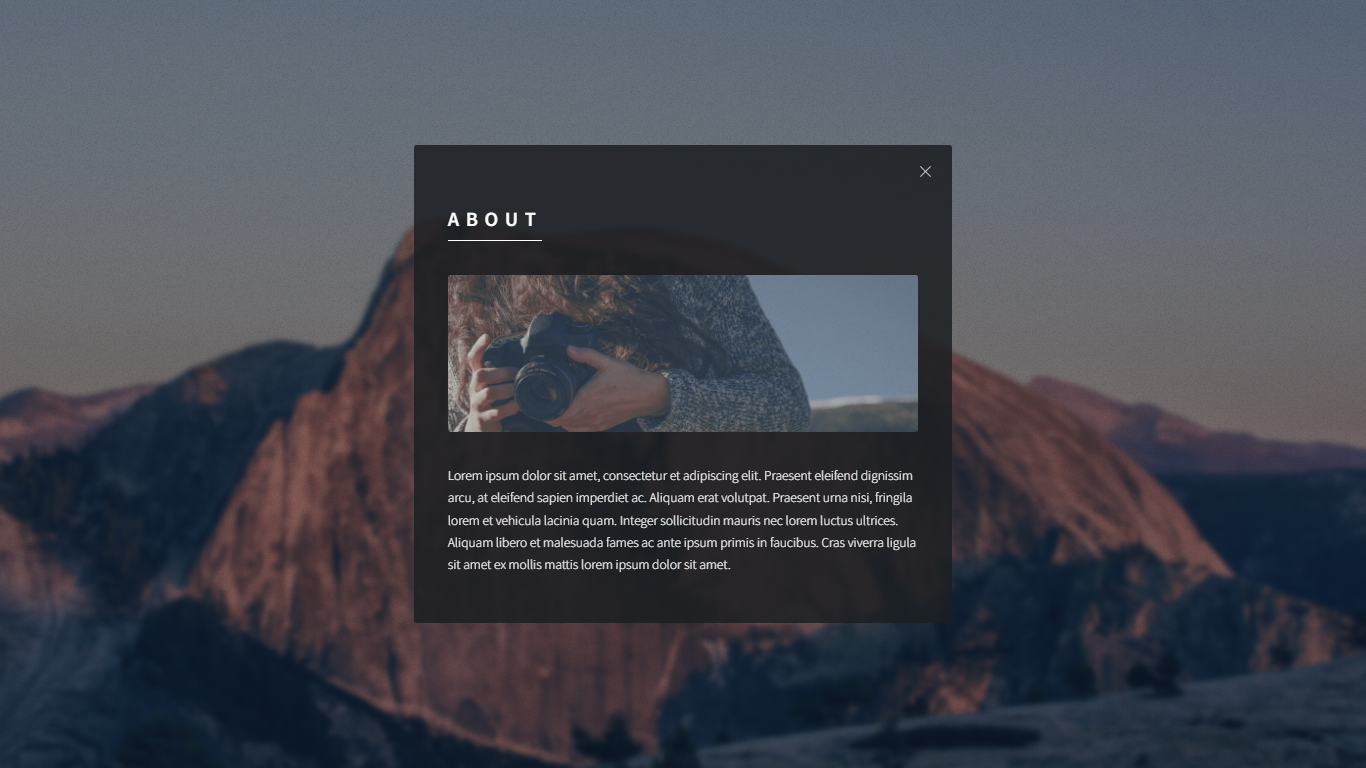 ABOUT
Lorem ipsum dolor sit amet, consectetur et adipiscing elit. Praesent eleifend dignissim
arcu, at eleifend sapien imperdiet ac. Aliquam erat volutpat. Praesent urna nisi, fringila
lorem et vehicula lacinia quam. Integer sollicitudin mauris nec lorem luctus ultrices.
Aliquam libero et malesuada fames ac ante ipsum primis in faucibus. Cras viverra ligula
sit amet ex mollis mattis lorem ipsum dolor sit amet.